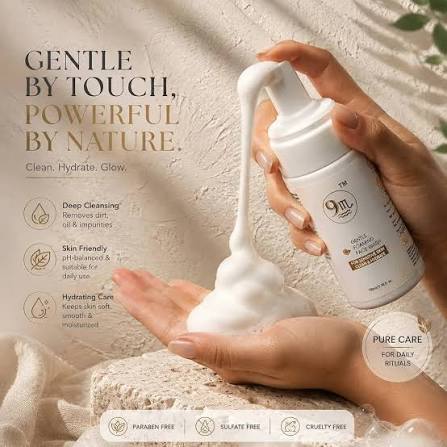 GENTLE
BY TOUCH,
POWERFUL
BY NATURE.
Clean. Hydrate. Glow.
Deep Cleansing
Removes dirt,
oil & impurities
Skin Friendly
pH-balanced &
suitable for
daily use
Hydrating Care
Keeps skin soft,
smooth &
moisturized
TM
9m
GENTLE
FOAMING
FACE WASH
PURE CARE
FOR DAILY
RITUALS
PARABEN FREE
SULFATE FREE
CRUELTY FREE